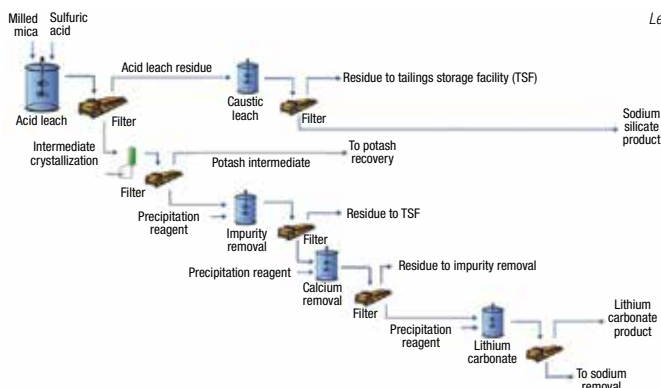 Milled
mica
Sulfuric
acid
Le
Acid leach residue
Residue to tailings storage facility (TSF)
Acid leach
Filter
Caustic
leach
Filter
Sodium
silicate
product
Intermediate
crystallization
To potash
recovery
Potash intermediate
Filter
Precipitation
reagent
Impurity
removal
Residue to TSF
Filter
Precipitation reagent
Calcium
removal
Residue to impurity removal
Filter
Precipitation
reagent
Lithium
carbonate
Lithium
carbonate
product
To sodium
removal